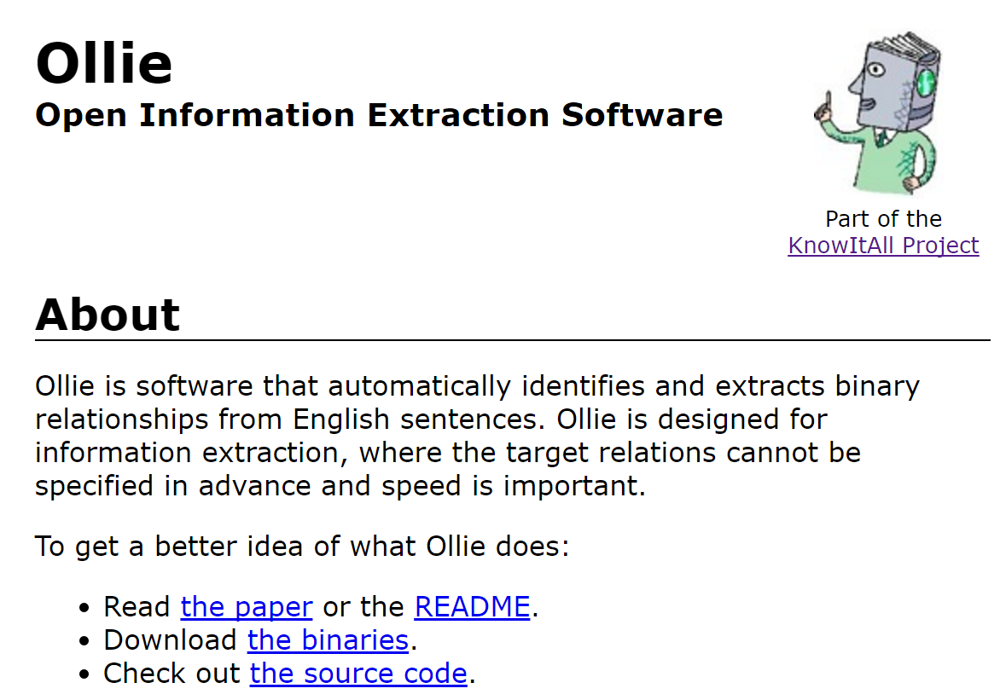 Ollie
Open Information Extraction Software
Part of the
KnowItAll Project
About
Ollie is software that automatically identifies and extracts binary
relationships from English sentences. Ollie is designed for
information extraction, where the target relations cannot be
specified in advance and speed is important.
To get a better idea of what Ollie does:
• Read the paper or the README.
• Download the binaries.
• Check out the source code.